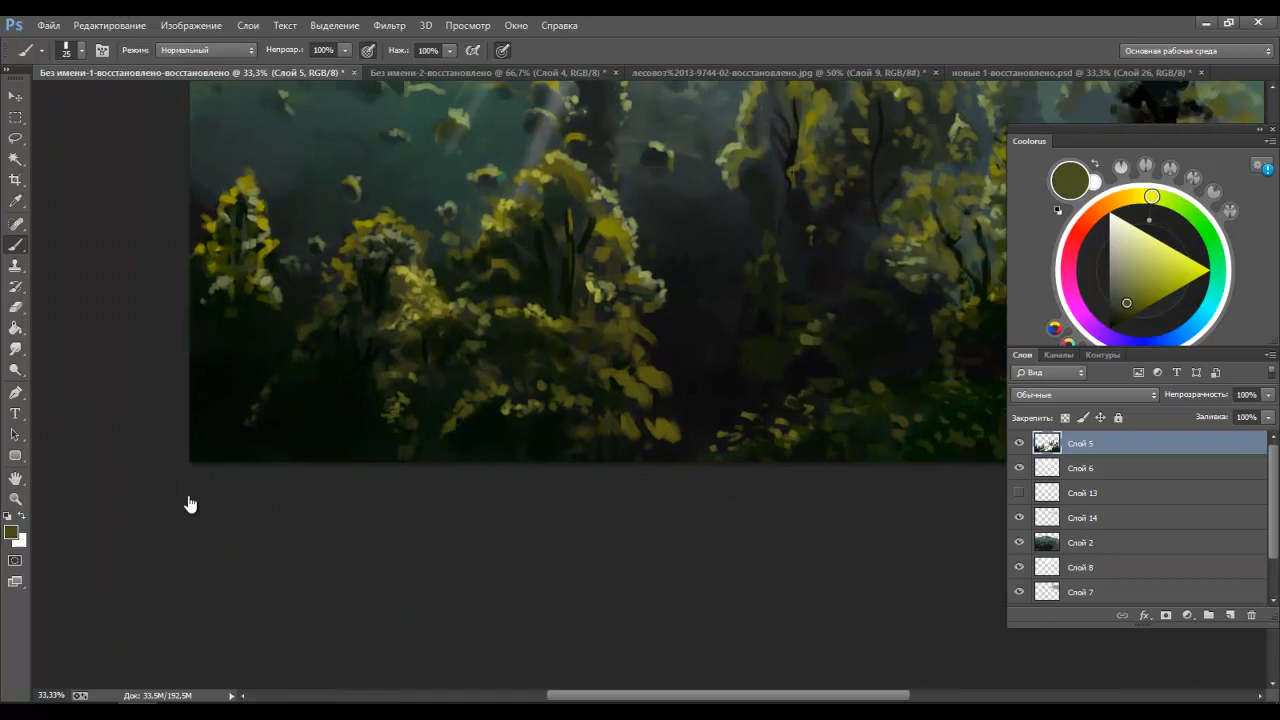 Ps Файл Редактирование Изображение Слои Текст Выделение Фильтр 3D Просмотр Окно Справка
25 Режим: Нормальный Непрозр.: 100% Наж.: 100% Основная рабочая среда
Без имени-1-восстановлено-восстановлено @ 33,3% (Слой 5, RGB/8) * × Без имени-2-восстановлено @ 66,7% (Слой 4, RGB/8) * × лесовоз%2013-9744-02-восстановлено.jpg @ 50% (Слой 9, RGB/8#) * × новые 1-восстановлено.psd @ 33,3% (Слой 26, RGB/8) * ×
Coolorus
Слои Каналы Контуры
Вид
Обычные Непрозрачность: 100%
Закрепить: Заливка: 100%
Слой 5
Слой 6
Слой 13
Слой 14
Слой 2
Слой 8
Слой 7
fx
33,33% Док: 33,5M/192,5M